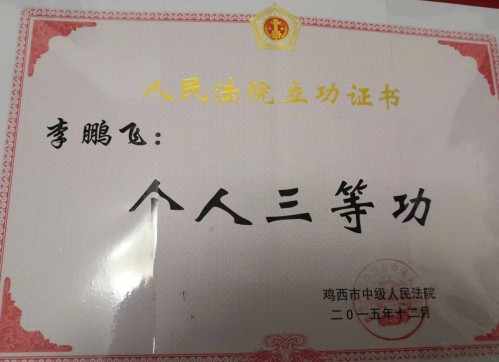 人民法院立功证书
李鹏飞：
个人三等功
鸡西市中级人民法院
二〇一五年十二月